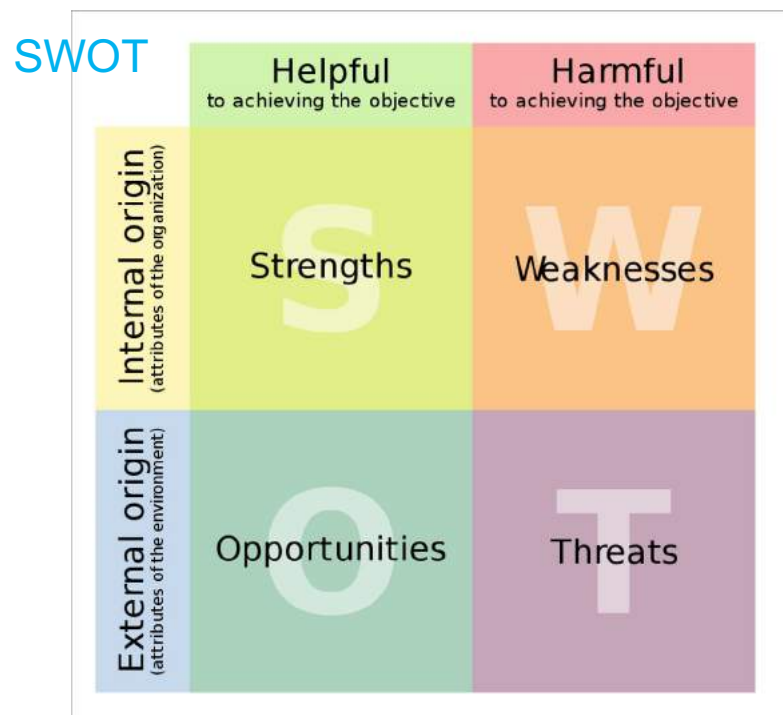 SWOT
Helpful
to achieving the objective
Harmful
to achieving the objective
Internal origin
(attributes of the organization)
S
Strengths
W
Weaknesses
External origin
(attributes of the environment)
O
Opportunities
T
Threats